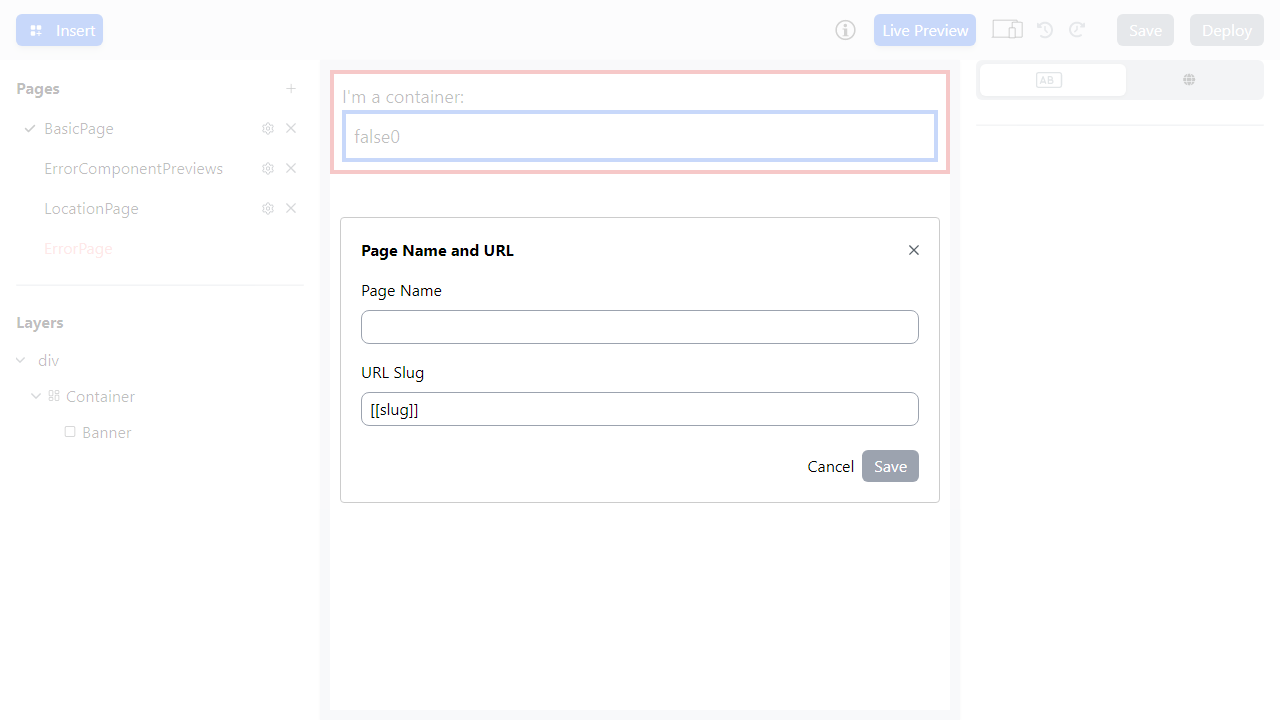 Insert
Live Preview
Save
Deploy
Pages
BasicPage
ErrorComponentPreviews
LocationPage
ErrorPage
Layers
div
Container
Banner
I'm a container:
false0
AB
Page Name and URL
Page Name
URL Slug
[[slug]]
Cancel
Save